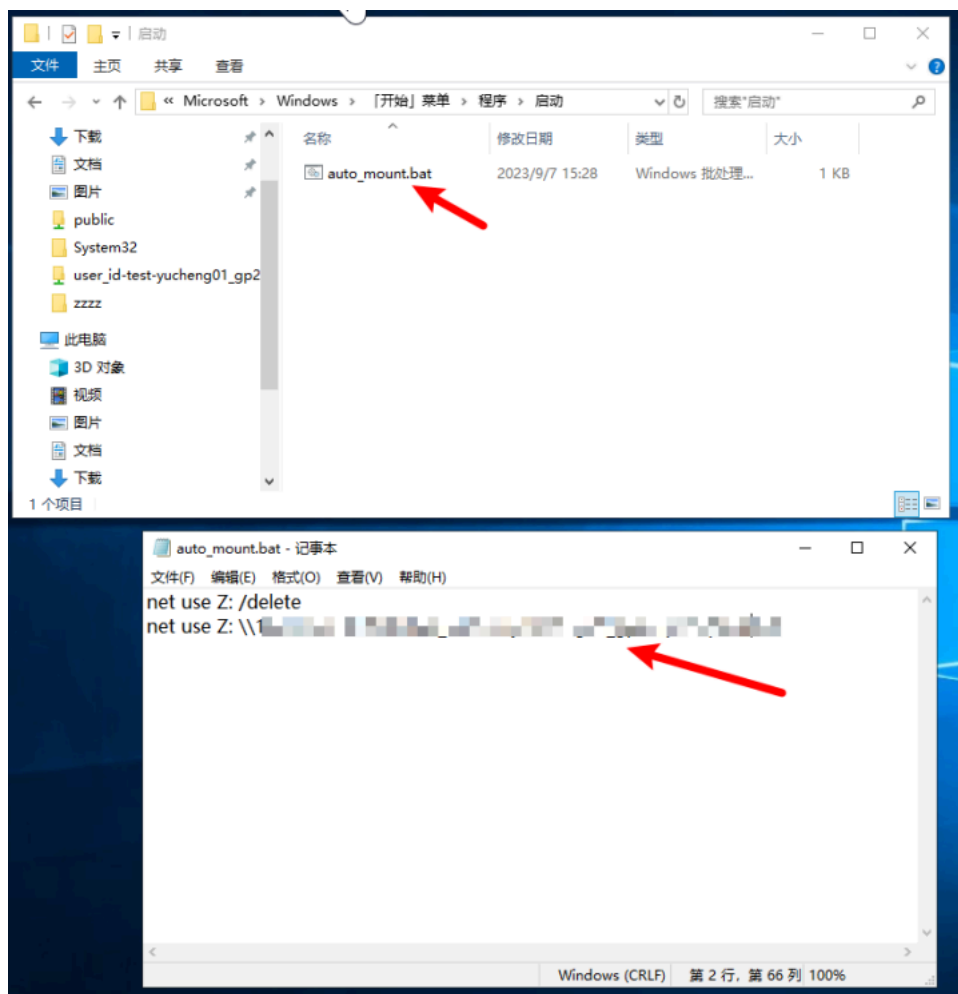 启动
文件 主页 共享 查看
« Microsoft › Windows › 「开始」菜单 › 程序 › 启动
搜索"启动"
名称 修改日期 类型 大小
auto_mount.bat 2023/9/7 15:28 Windows 批处理... 1 KB
下载
文档
图片
public
System32
user_id-test-yucheng01_gp2
zzzz
此电脑
3D 对象
视频
图片
文档
下载
1 个项目
auto_mount.bat - 记事本
文件(F) 编辑(E) 格式(O) 查看(V) 帮助(H)
net use Z: /delete
net use Z: \\1
Windows (CRLF) 第 2 行，第 66 列 100%